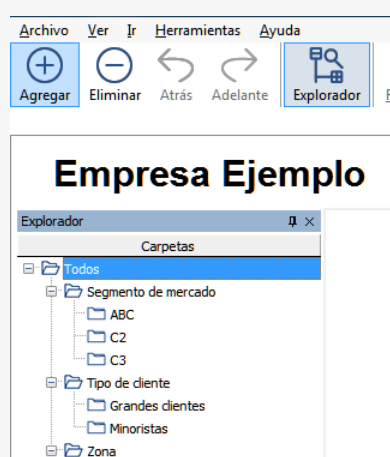 Archivo Ver Ir Herramientas Ayuda
Agregar Eliminar Atrás Adelante Explorador
Empresa Ejemplo
Explorador
Carpetas
Todos
Segmento de mercado
ABC
C2
C3
Tipo de cliente
Grandes clientes
Minoristas
Zona